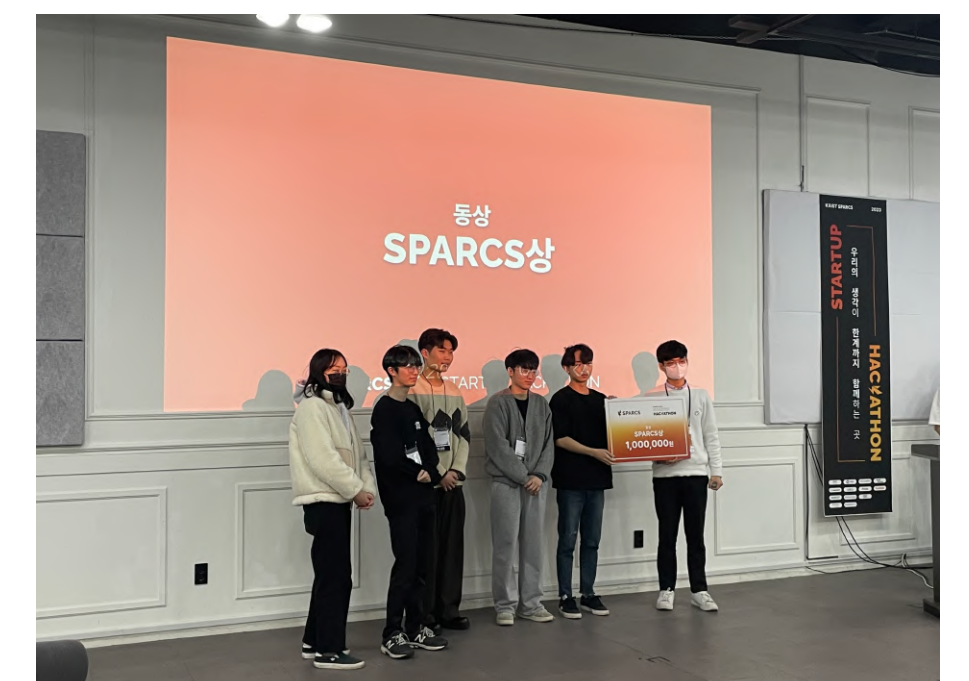 동상
SPARCS상
START
SPARCS
HACKATHON
SPARCS상
1,000,000원
KAIST SPARCS
2023
STARTUP
우리의 생각이 한계까지 함께하는 곳
HACKATHON